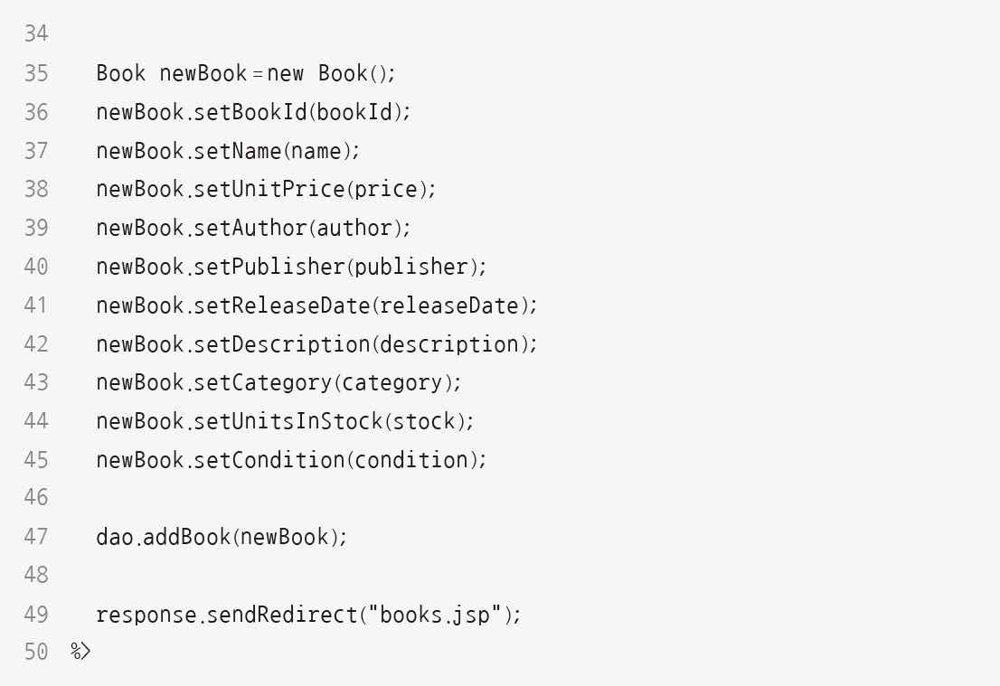 34
35 Book newBook = new Book();
36 newBook.setBookId(bookId);
37 newBook.setName(name);
38 newBook.setUnitPrice(price);
39 newBook.setAuthor(author);
40 newBook.setPublisher(publisher);
41 newBook.setReleaseDate(releaseDate);
42 newBook.setDescription(description);
43 newBook.setCategory(category);
44 newBook.setUnitsInStock(stock);
45 newBook.setCondition(condition);
46
47 dao.addBook(newBook);
48
49 response.sendRedirect("books.jsp");
50 %>